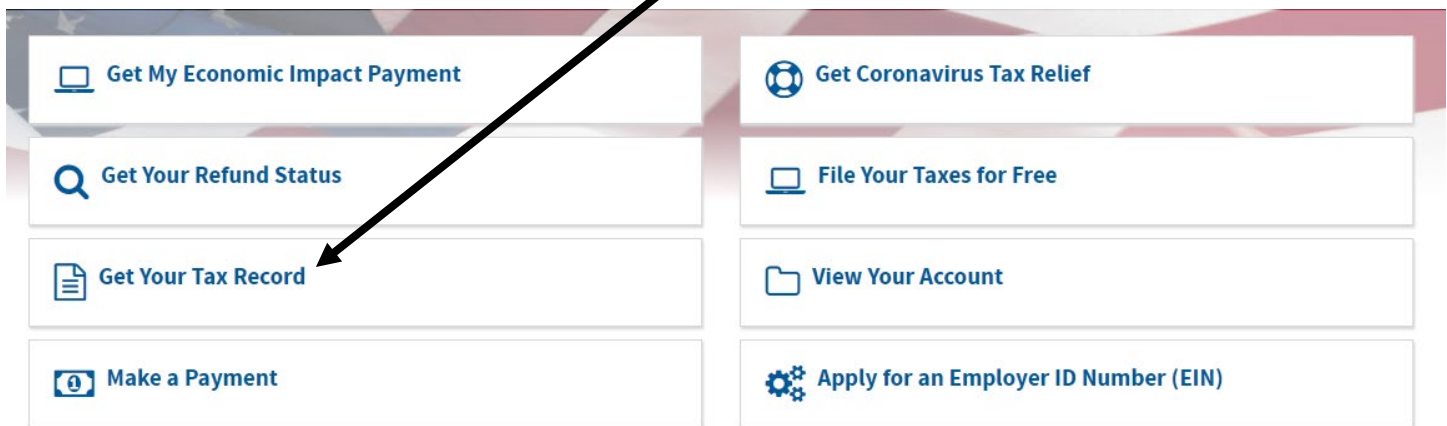 Get My Economic Impact Payment
Get Coronavirus Tax Relief
Get Your Refund Status
File Your Taxes for Free
Get Your Tax Record
View Your Account
Make a Payment
Apply for an Employer ID Number (EIN)